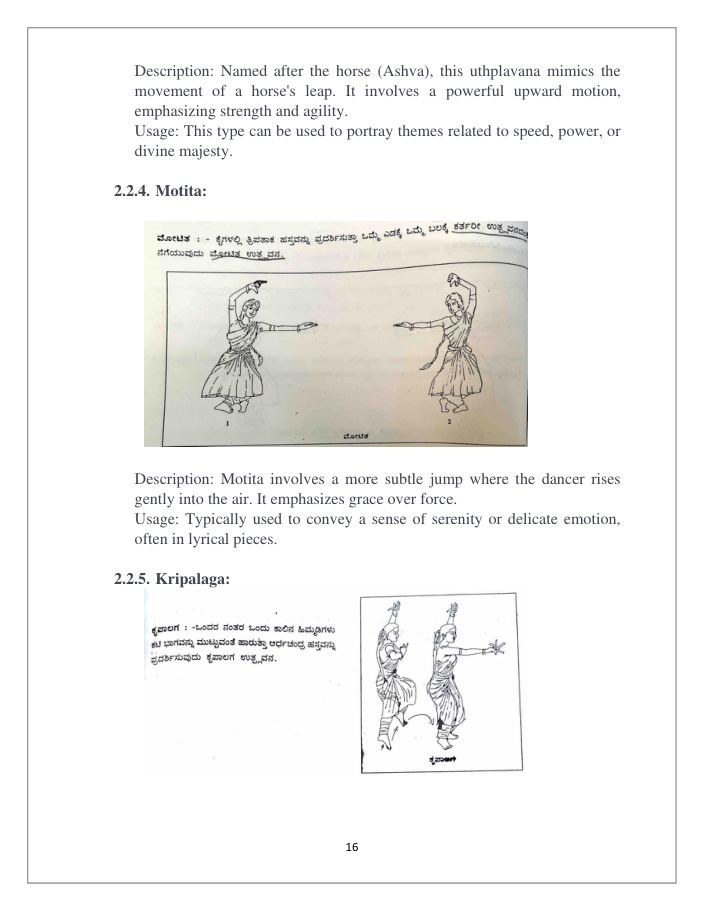 Description: Named after the horse (Ashva), this uthplavana mimics the
movement of a horse's leap. It involves a powerful upward motion,
emphasizing strength and agility.
Usage: This type can be used to portray themes related to speed, power, or
divine majesty.
2.2.4. Motita:
ಮೋಟಿತ : - ಕೈಗಳಲ್ಲಿ ತ್ರಿಪತಾಕ ಹಸ್ತವನ್ನು ಪ್ರದರ್ಶಿಸುತ್ತಾ ಒಮ್ಮೆ ಎಡಕ್ಕೆ ಒಮ್ಮೆ ಬಲಕ್ಕೆ ಕರ್ತರೀ
ನೆಗೆಯುವುದು ಮೋಟಿತ ಉತ್ಪ್ಲವನ.
1
2
ಮೋಟಿತ
Description: Motita involves a more subtle jump where the dancer rises
gently into the air. It emphasizes grace over force.
Usage: Typically used to convey a sense of serenity or delicate emotion,
often in lyrical pieces.
2.2.5. Kripalaga:
ಕೃಪಾಲಗ : -ಒಂದರ ನಂತರ ಒಂದು ಕಾಲಿನ ಹಿಮ್ಮಡಿಗಳು
ಕಟಿ ಭಾಗವನ್ನು ಮುಟ್ಟುವಂತೆ ಹಾರುತ್ತಾ ಅರ್ಧಚಂದ್ರ ಹಸ್ತವನ್ನು
ಪ್ರದರ್ಶಿಸುವುದು ಕೃಪಾಲಗ ಉತ್ಪ್ಲವನ.
ಕೃಪಾಲಗ
16